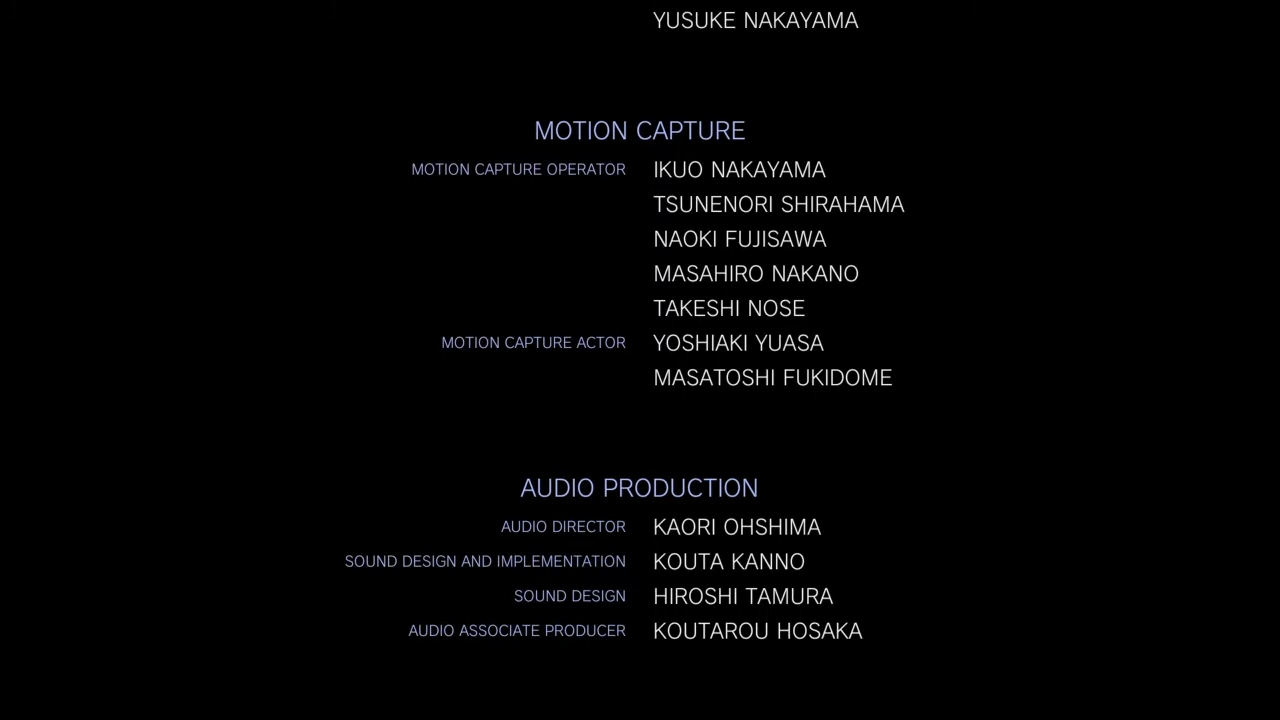 YUSUKE NAKAYAMA
MOTION CAPTURE
MOTION CAPTURE OPERATOR IKUO NAKAYAMA
TSUNENORI SHIRAHAMA
NAOKI FUJISAWA
MASAHIRO NAKANO
TAKESHI NOSE
MOTION CAPTURE ACTOR YOSHIAKI YUASA
MASATOSHI FUKIDOME
AUDIO PRODUCTION
AUDIO DIRECTOR KAORI OHSHIMA
SOUND DESIGN AND IMPLEMENTATION KOUTA KANNO
SOUND DESIGN HIROSHI TAMURA
AUDIO ASSOCIATE PRODUCER KOUTAROU HOSAKA